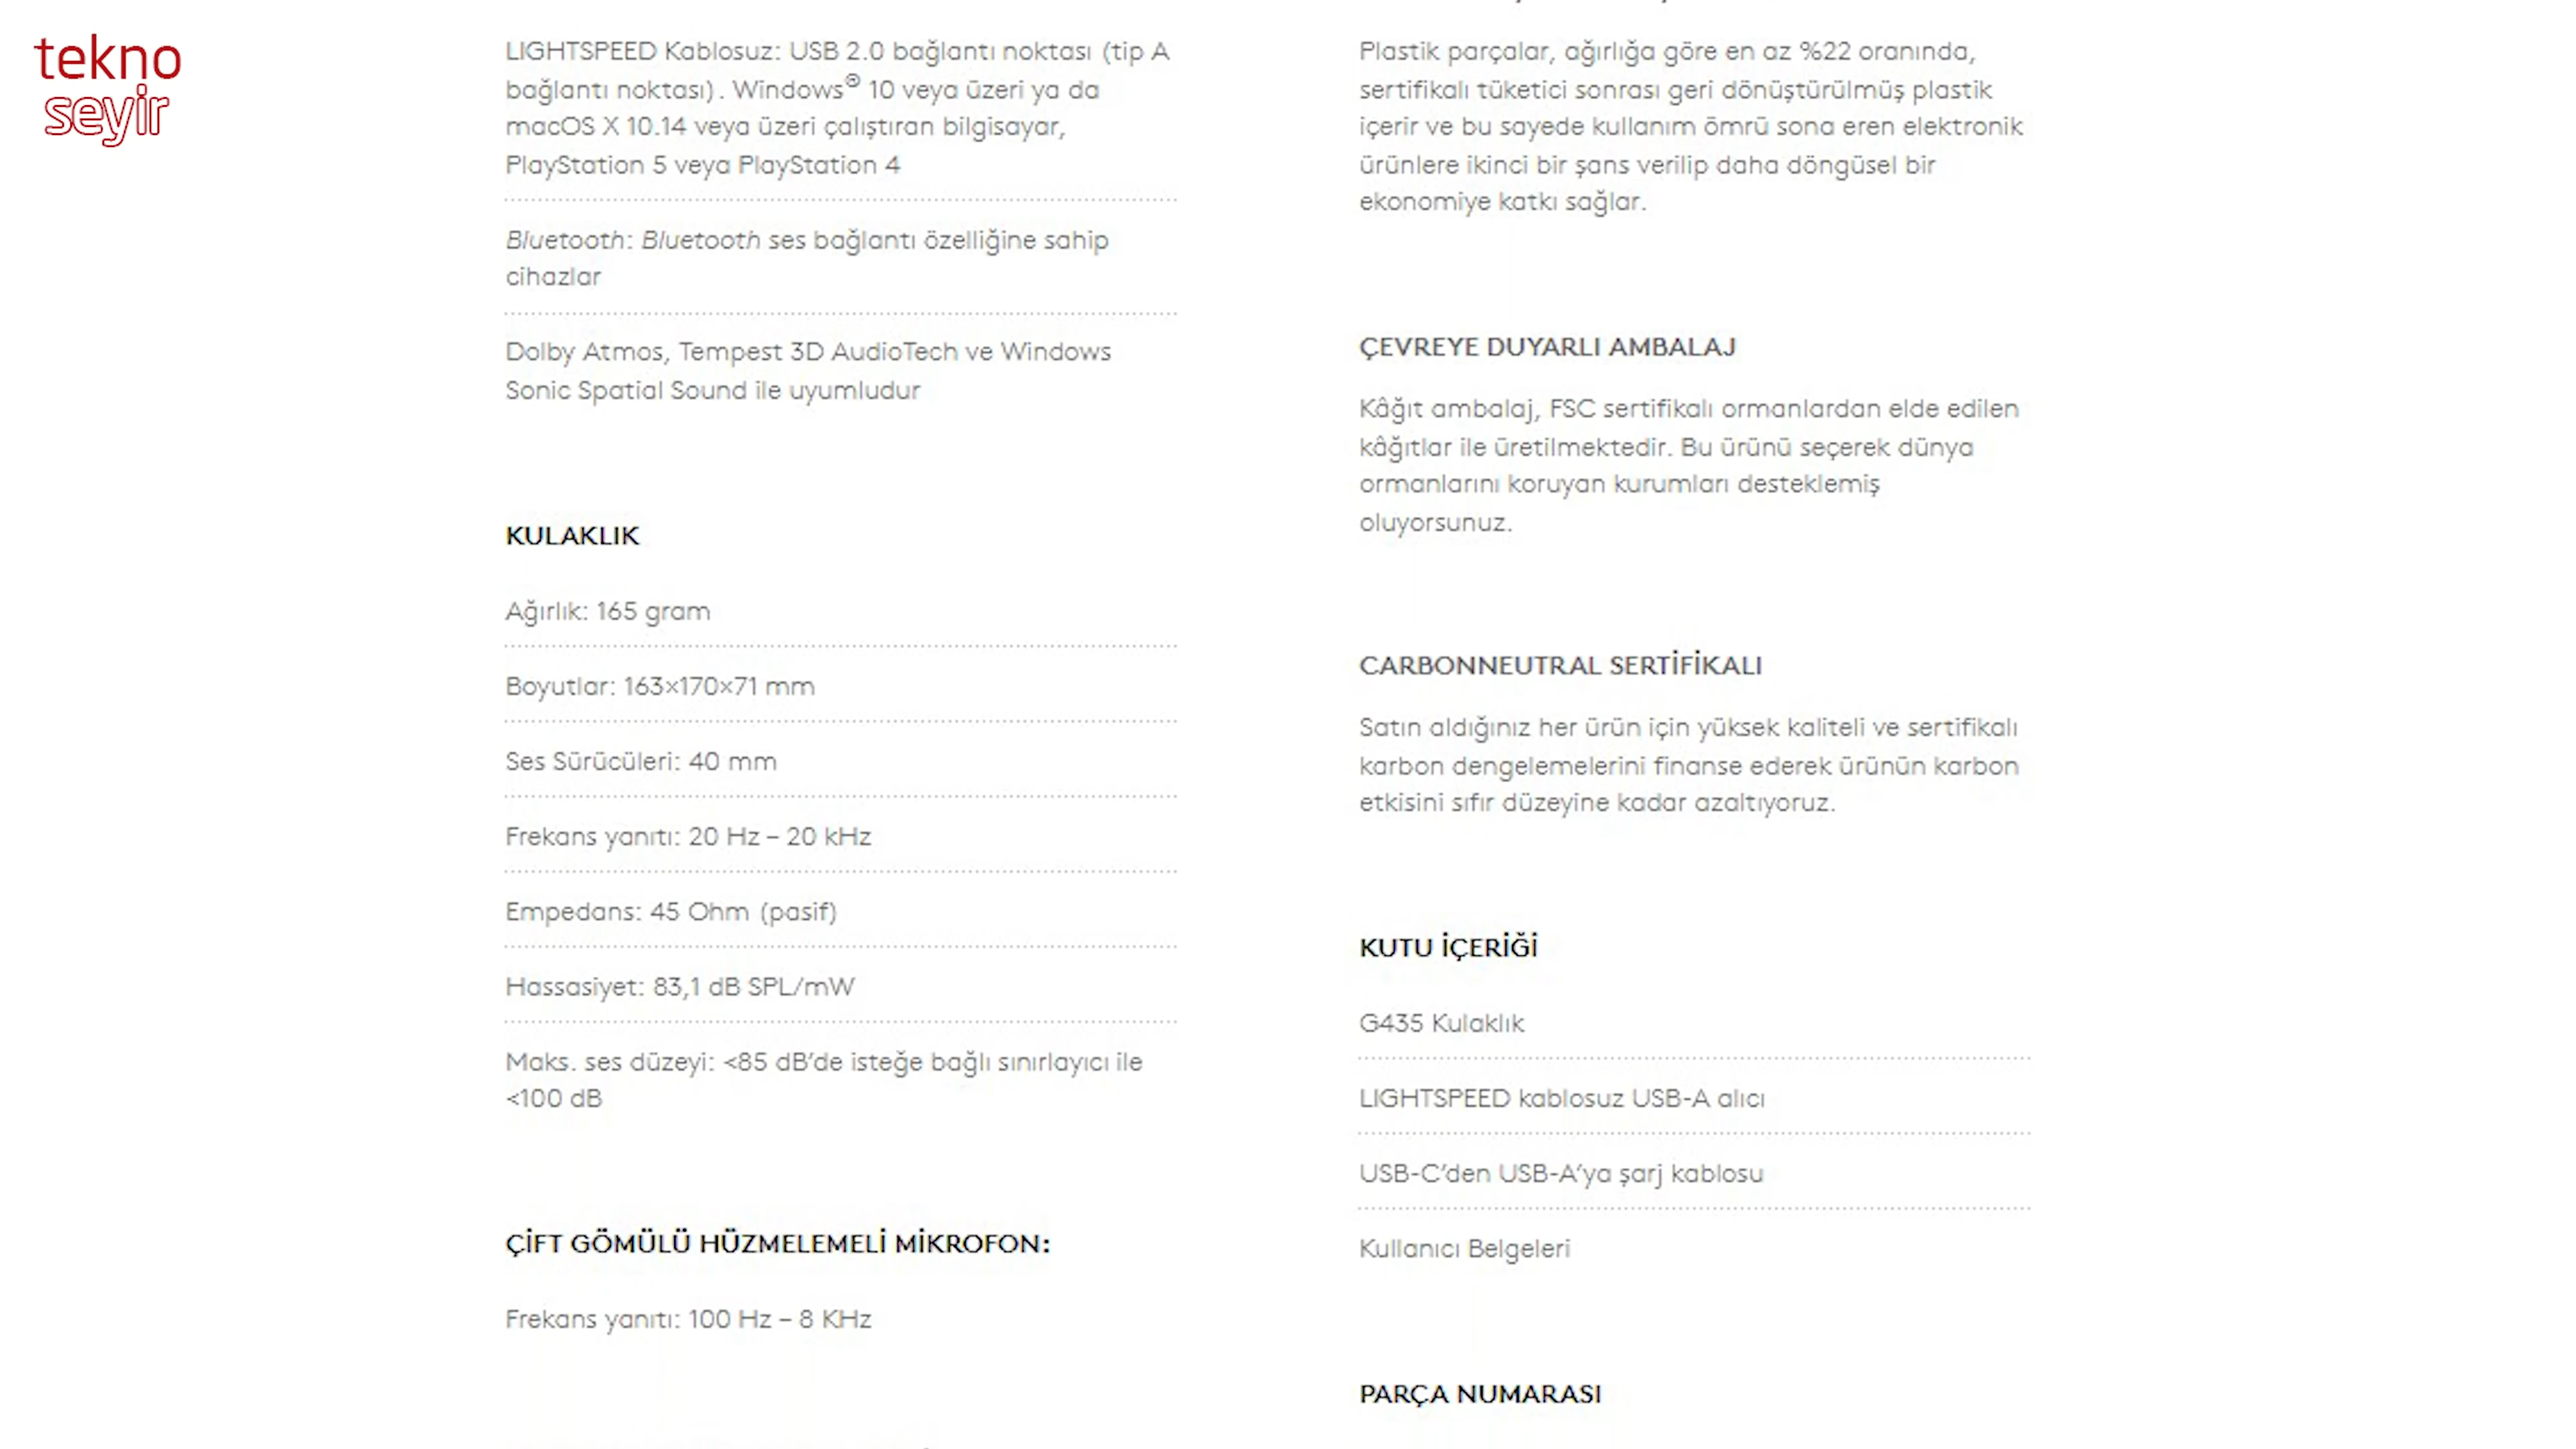 tekno
seyir
LIGHTSPEED Kablosuz: USB 2.0 bağlantı noktası (tip A
bağlantı noktası). Windows® 10 veya üzeri ya da
macOS X 10.14 veya üzeri çalıştıran bilgisayar,
PlayStation 5 veya PlayStation 4
Bluetooth: Bluetooth ses bağlantı özelliğine sahip
cihazlar
Dolby Atmos, Tempest 3D AudioTech ve Windows
Sonic Spatial Sound ile uyumludur
KULAKLIK
Ağırlık: 165 gram
Boyutlar: 163×170×71 mm
Ses Sürücüleri: 40 mm
Frekans yanıtı: 20 Hz – 20 kHz
Empedans: 45 Ohm (pasif)
Hassasiyet: 83,1 dB SPL/mW
Maks. ses düzeyi: <85 dB’de isteğe bağlı sınırlayıcı ile
<100 dB
ÇİFT GÖMÜLÜ HÜZMELEMELİ MİKROFON:
Frekans yanıtı: 100 Hz – 8 KHz
Plastik parçalar, ağırlığa göre en az %22 oranında,
sertifikalı tüketici sonrası geri dönüştürülmüş plastik
içerir ve bu sayede kullanım ömrü sona eren elektronik
ürünlere ikinci bir şans verilip daha döngüsel bir
ekonomiye katkı sağlar.
ÇEVREYE DUYARLI AMBALAJ
Kâğıt ambalaj, FSC sertifikalı ormanlardan elde edilen
kâğıtlar ile üretilmektedir. Bu ürünü seçerek dünya
ormanlarını koruyan kurumları desteklemiş
oluyorsunuz.
CARBONNEUTRAL SERTİFİKALI
Satın aldığınız her ürün için yüksek kaliteli ve sertifikalı
karbon dengelemelerini finanse ederek ürünün karbon
etkisini sıfır düzeyine kadar azaltıyoruz.
KUTU İÇERİĞİ
G435 Kulaklık
LIGHTSPEED kablosuz USB-A alıcı
USB-C’den USB-A’ya şarj kablosu
Kullanıcı Belgeleri
PARÇA NUMARASI